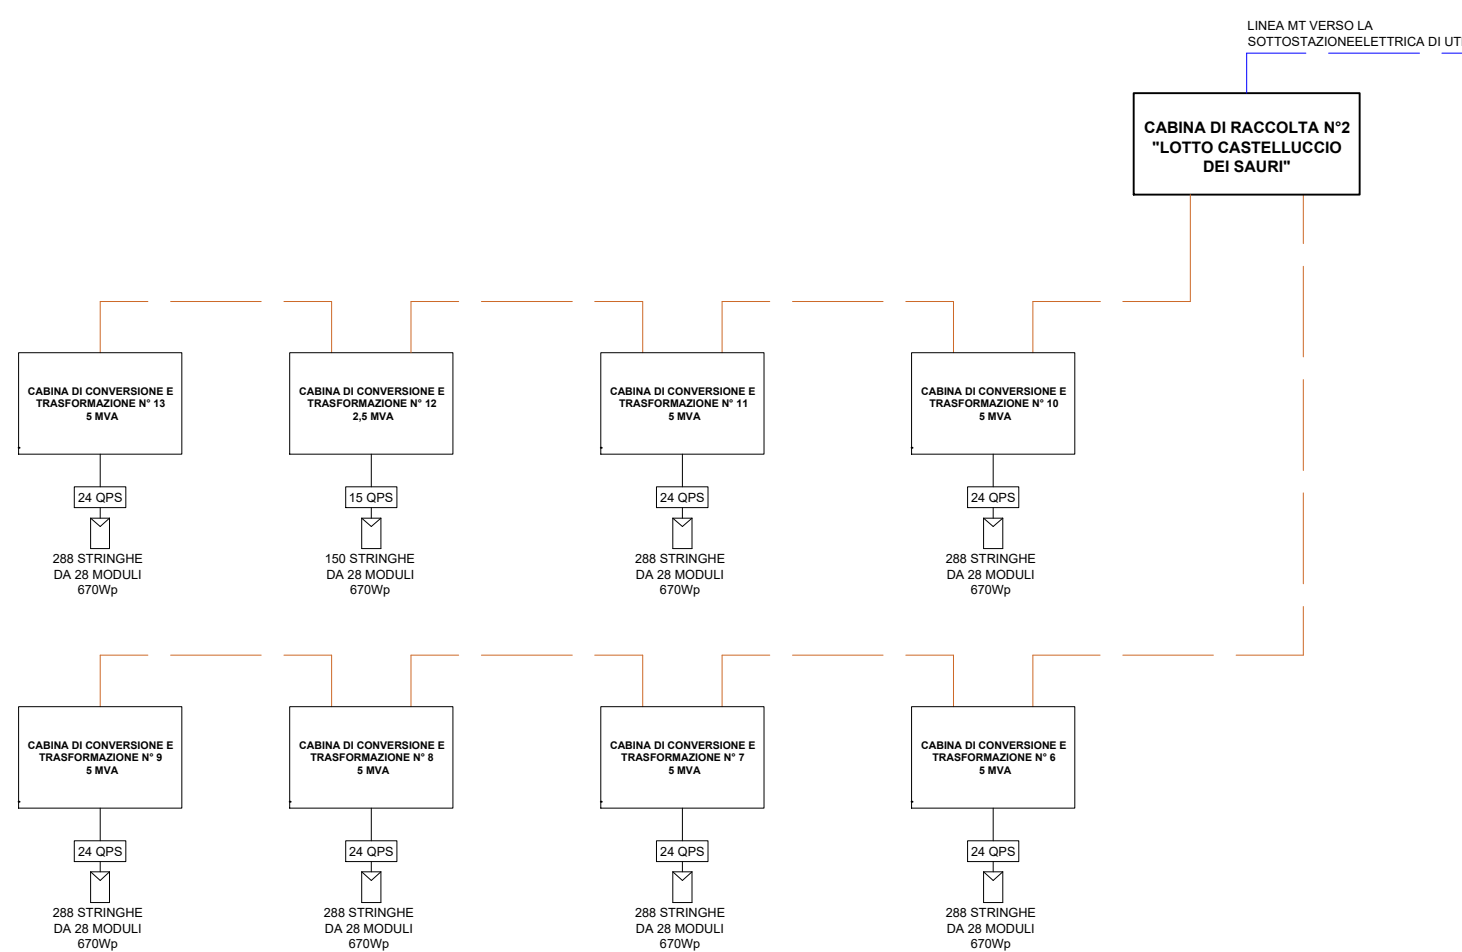 LINEA MT VERSO LA
SOTTOSTAZIONEELETTRICA DI UT
CABINA DI RACCOLTA N°2
"LOTTO CASTELLUCCIO
DEI SAURI"
CABINA DI CONVERSIONE E
TRASFORMAZIONE N° 13
5 MVA
24 QPS
288 STRINGHE
DA 28 MODULI
670Wp
CABINA DI CONVERSIONE E
TRASFORMAZIONE N° 12
2,5 MVA
15 QPS
150 STRINGHE
DA 28 MODULI
670Wp
CABINA DI CONVERSIONE E
TRASFORMAZIONE N° 11
5 MVA
24 QPS
288 STRINGHE
DA 28 MODULI
670Wp
CABINA DI CONVERSIONE E
TRASFORMAZIONE N° 10
5 MVA
24 QPS
288 STRINGHE
DA 28 MODULI
670Wp
CABINA DI CONVERSIONE E
TRASFORMAZIONE N° 9
5 MVA
24 QPS
288 STRINGHE
DA 28 MODULI
670Wp
CABINA DI CONVERSIONE E
TRASFORMAZIONE N° 8
5 MVA
24 QPS
288 STRINGHE
DA 28 MODULI
670Wp
CABINA DI CONVERSIONE E
TRASFORMAZIONE N° 7
5 MVA
24 QPS
288 STRINGHE
DA 28 MODULI
670Wp
CABINA DI CONVERSIONE E
TRASFORMAZIONE N° 6
5 MVA
24 QPS
288 STRINGHE
DA 28 MODULI
670Wp